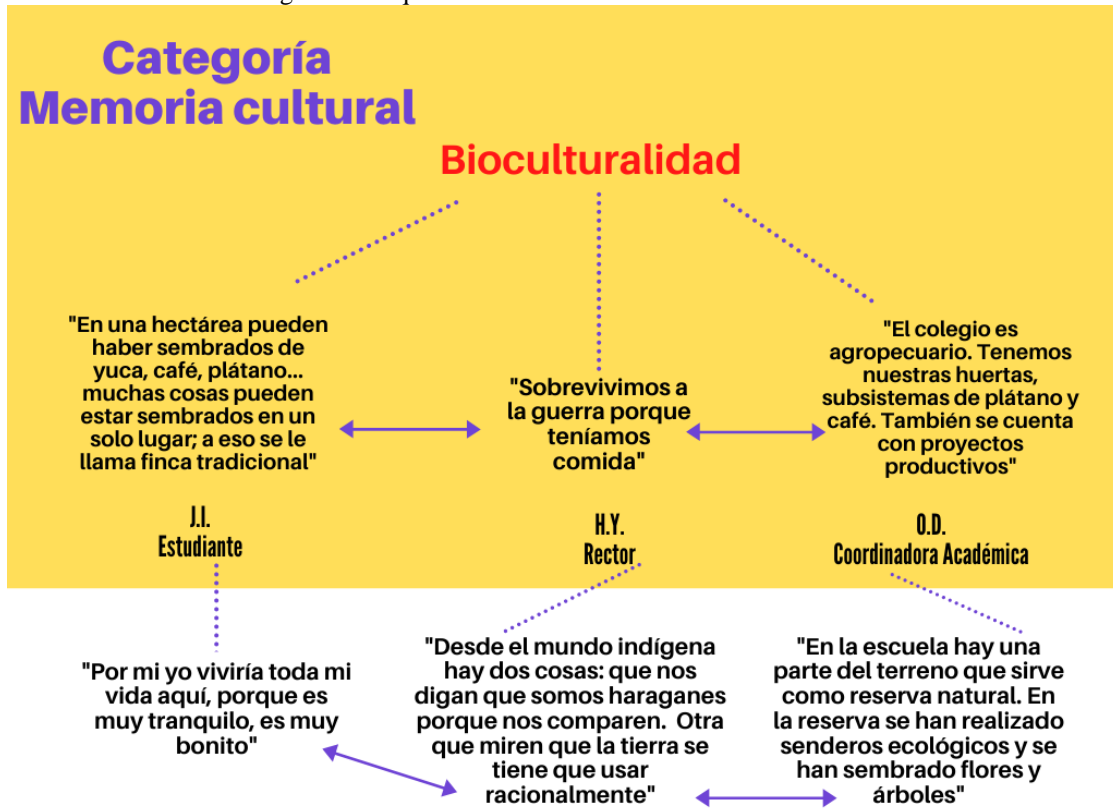 Categoría
Memoria cultural
Bioculturalidad
"En una hectárea pueden
haber sembrados de
yuca, café, plátano...
muchas cosas pueden
estar sembrados en un
solo lugar; a eso se le
llama finca tradicional"
J.I.
Estudiante
"Sobrevivimos a
la guerra porque
teníamos
comida"
H.Y.
Rector
"El colegio es
agropecuario. Tenemos
nuestras huertas,
subsistemas de plátano y
café. También se cuenta
con proyectos
productivos"
O.D.
Coordinadora Académica
"Por mi yo viviría toda mi
vida aquí, porque es
muy tranquilo, es muy
bonito"
"Desde el mundo indígena
hay dos cosas: que nos
digan que somos haraganes
porque nos comparen. Otra
que miren que la tierra se
tiene que usar
racionalmente"
"En la escuela hay una
parte del terreno que sirve
como reserva natural. En
la reserva se han realizado
senderos ecológicos y se
han sembrado flores y
árboles"